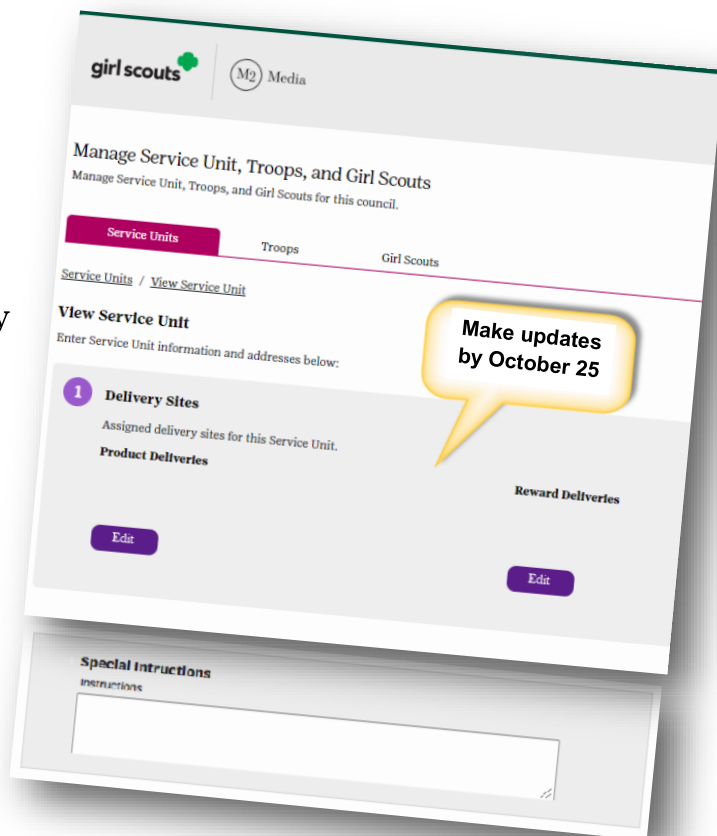 girl scouts
M2 Media
Manage Service Unit, Troops, and Girl Scouts
Manage Service Unit, Troops, and Girl Scouts for this council.
Service Units Troops Girl Scouts
Service Units / View Service Unit
View Service Unit
Enter Service Unit information and addresses below:
Make updates
by October 25
1 Delivery Sites
Assigned delivery sites for this Service Unit.
Product Deliveries Reward Deliveries
Edit Edit
Special Intructions
Instructions